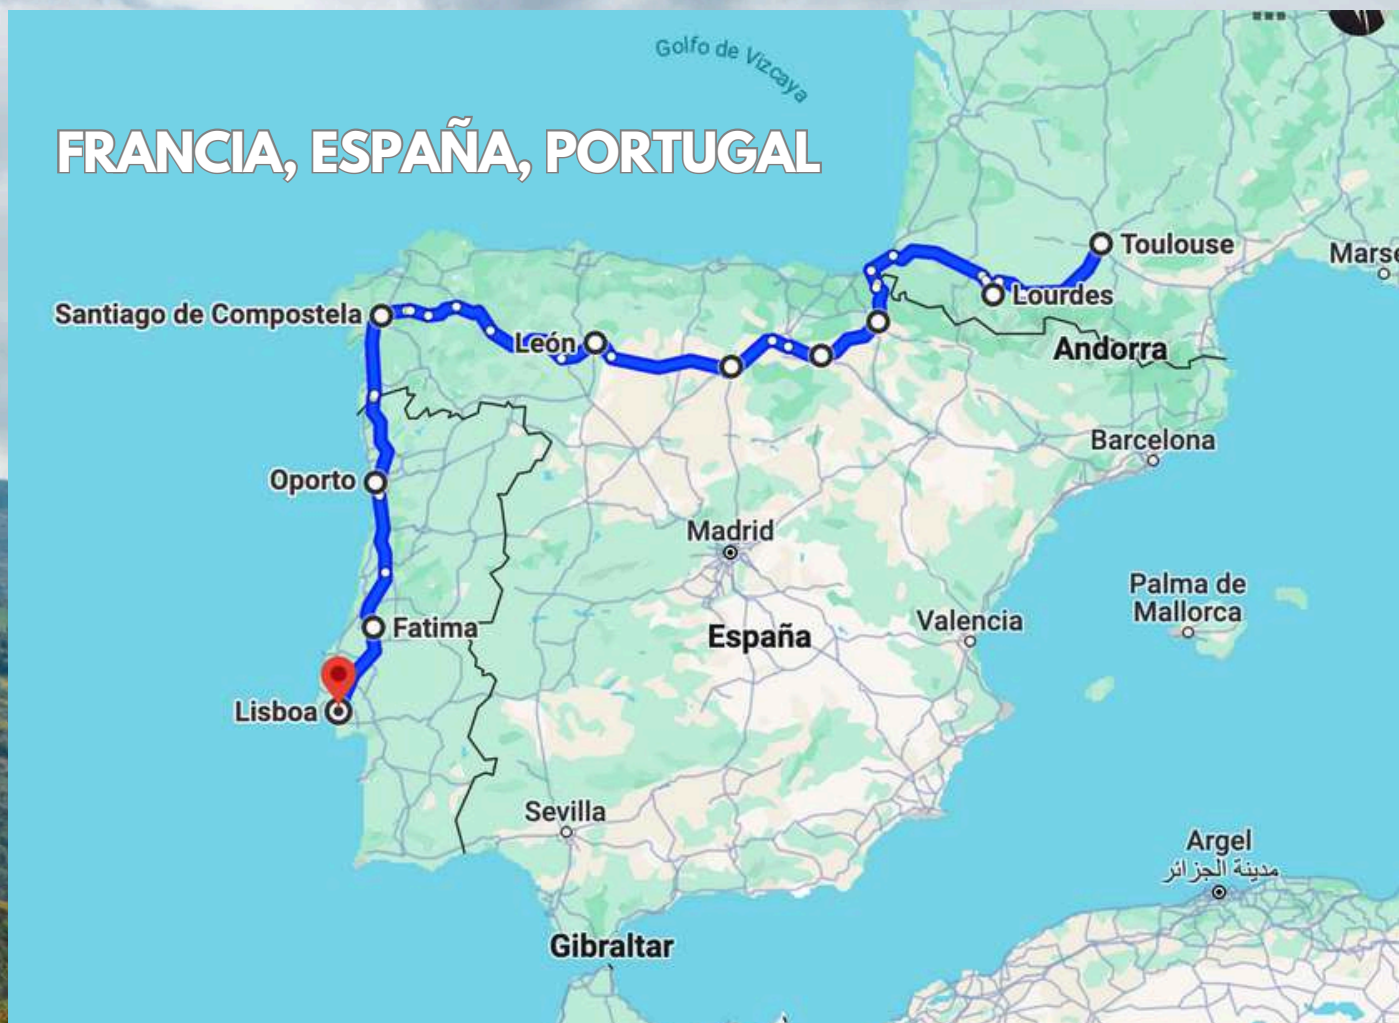 Golfo de Vizcaya
FRANCIA, ESPAÑA, PORTUGAL
Toulouse
Marse
Lourdes
Santiago de Compostela
León
Andorra
Barcelona
Oporto
Madrid
Palma de
Mallorca
Valencia
España
Fatima
Lisboa
Sevilla
Argel
مدينة الجزائر
Gibraltar